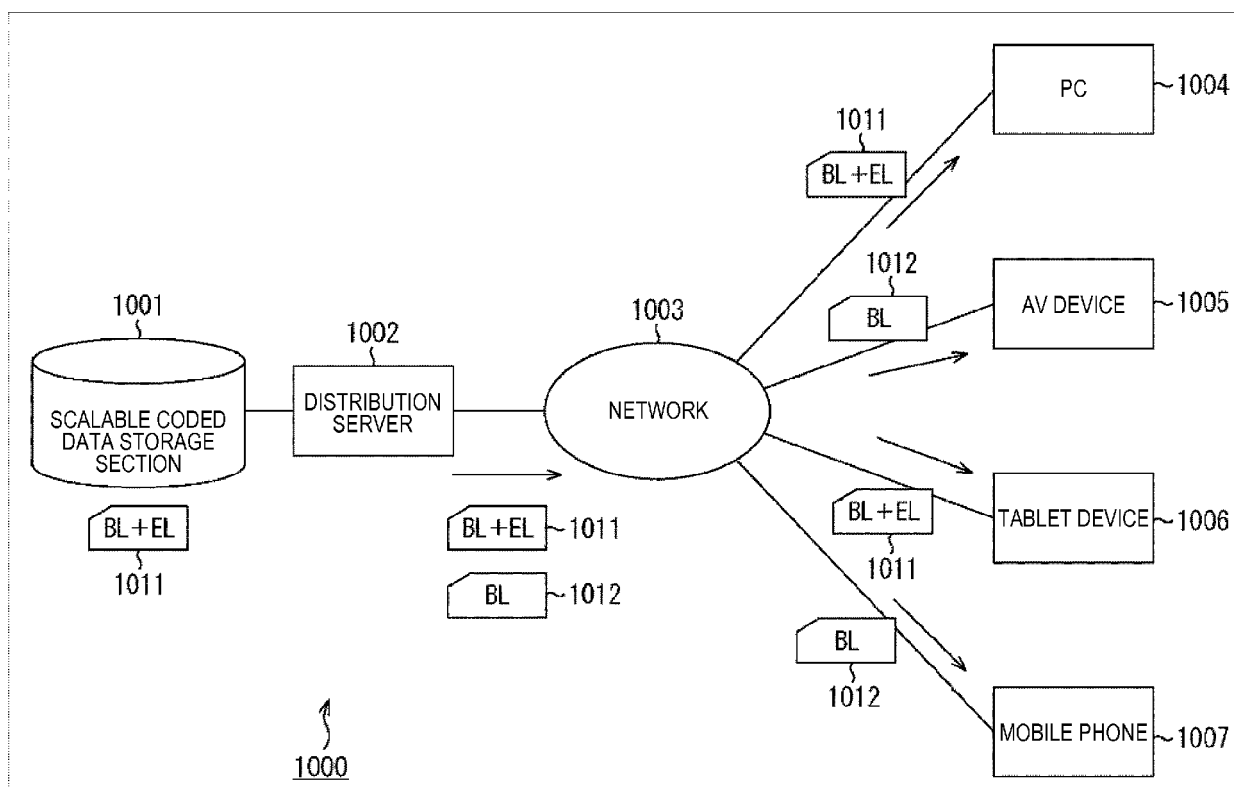 PC
1004
1011
BL+EL
1012
BL
AV DEVICE
1005
1001
1002
1003
SCALABLE CODED
DATA STORAGE
SECTION
DISTRIBUTION
SERVER
NETWORK
BL+EL
1011
BL+EL
1011
BL
1012
BL+EL
1011
TABLET DEVICE
1006
BL
1012
MOBILE PHONE
1007
1000